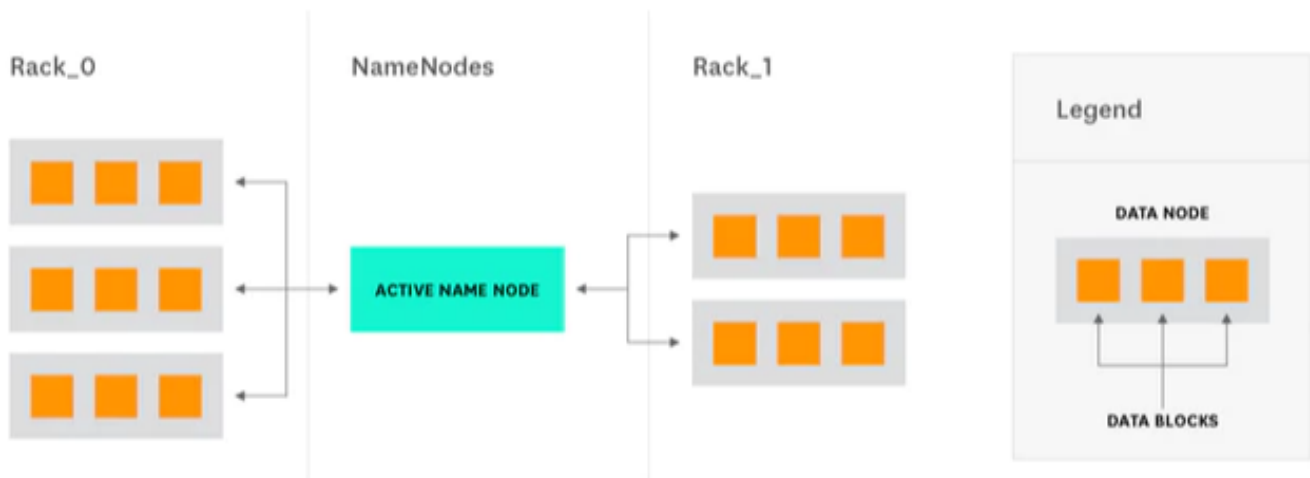 Rack_0
NameNodes
Rack_1
Legend
DATA NODE
ACTIVE NAME NODE
DATA BLOCKS